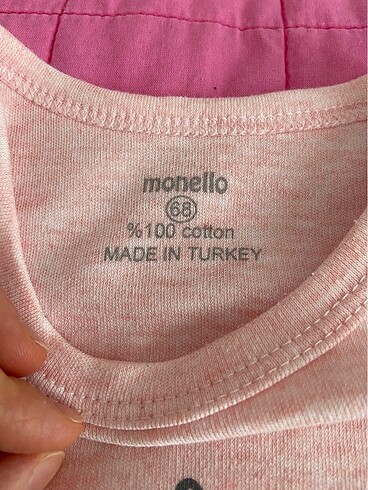 monello
68
%100 cotton
MADE IN TURKEY